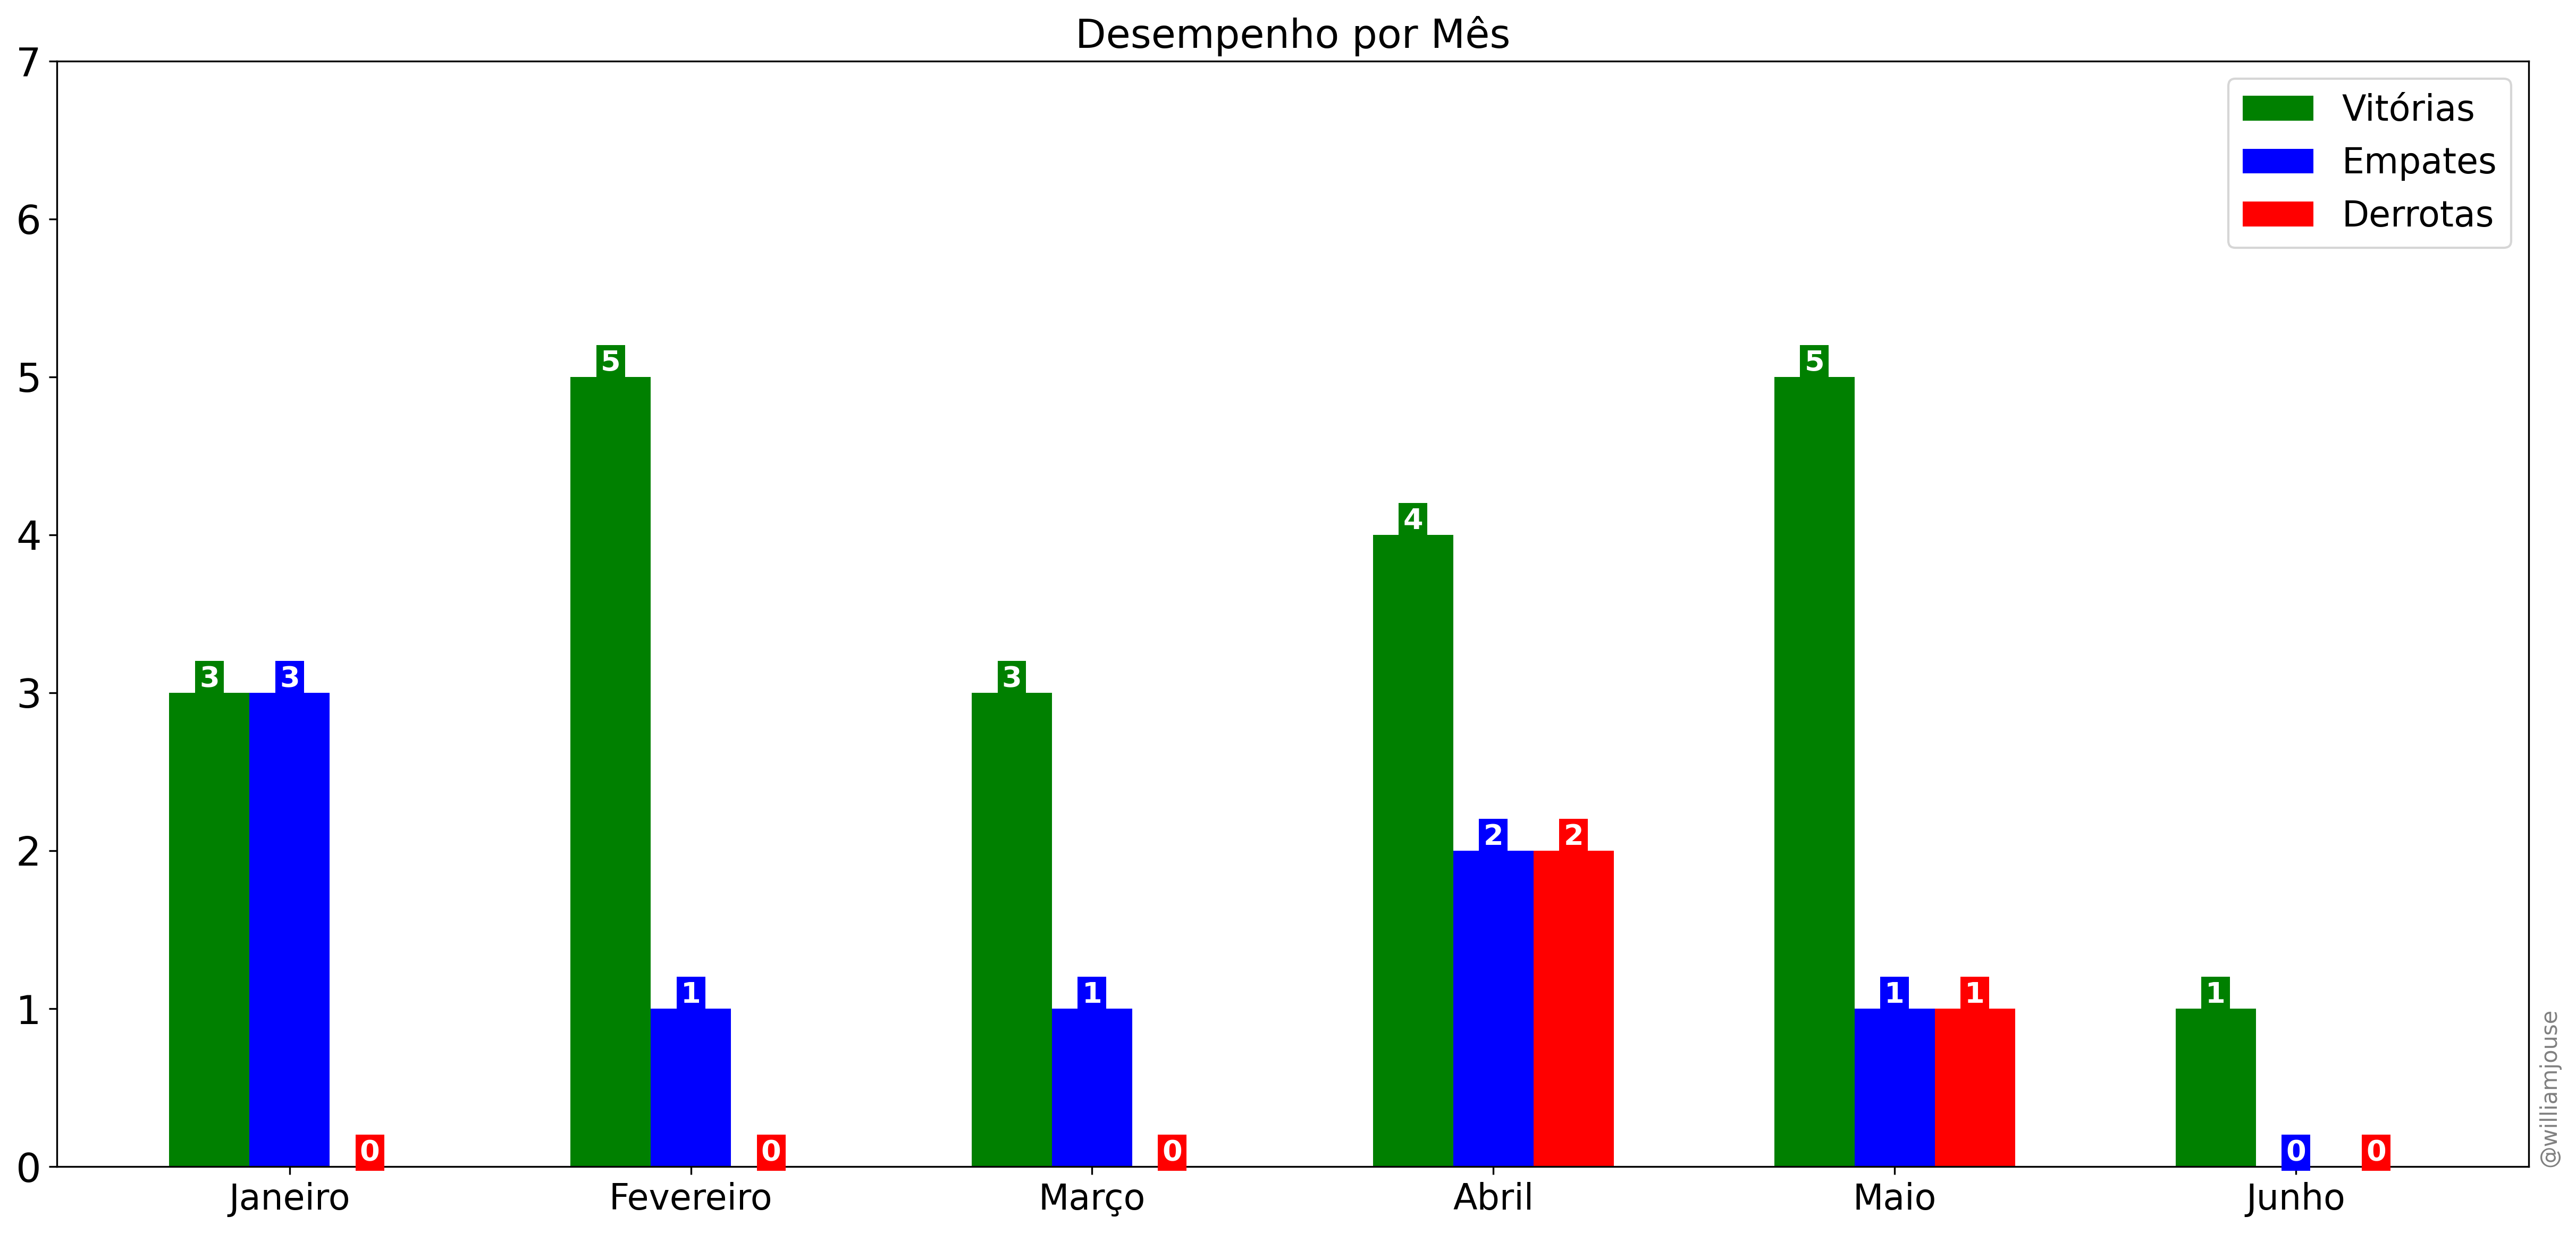 Desempenho por Mês
7
6
5
4
3
2
1
0
Vitórias
Empates
Derrotas
3 3 0
5 1 0
3 1 0
4 2 2
5 1 1
1 0 0
Janeiro Fevereiro Março Abril Maio Junho
@williamjouse